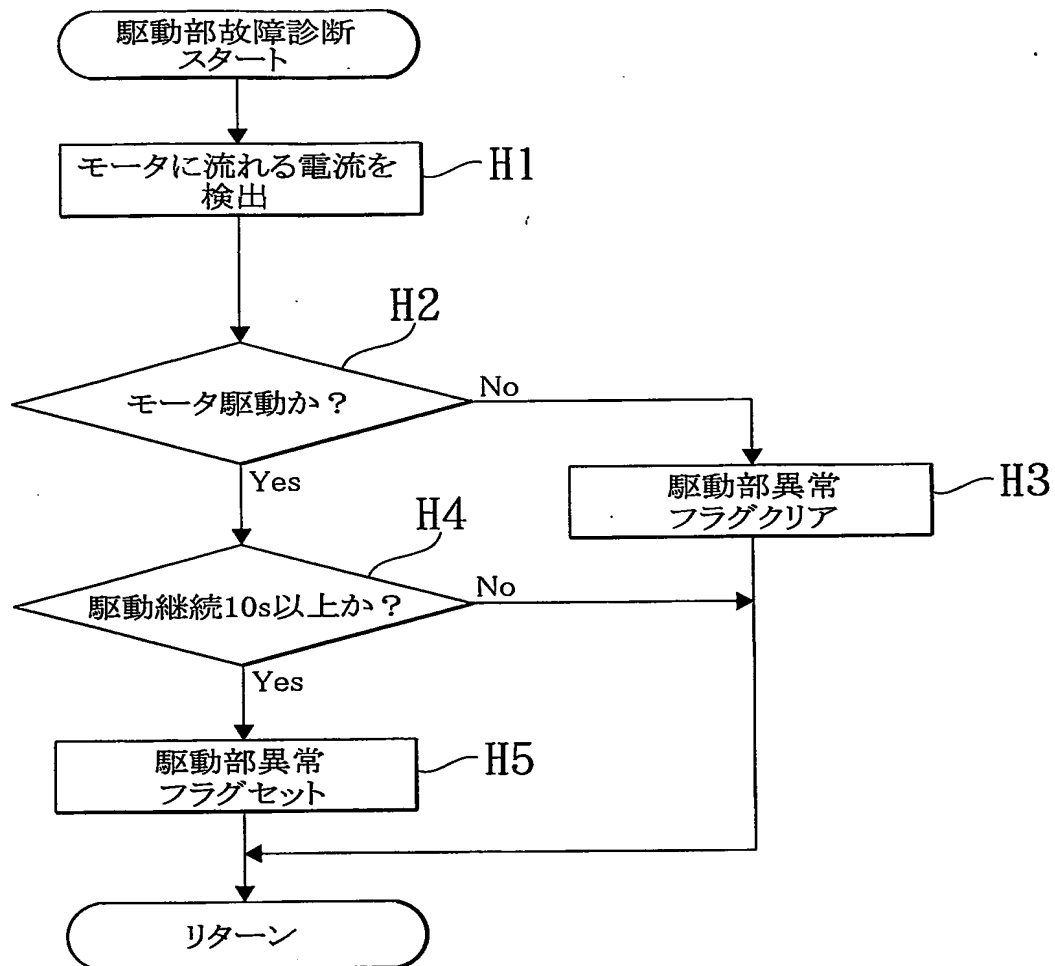 駆動部故障診断
スタート
モータに流れる電流を
検出
H1
H2
モータ駆動か?
No
Yes
駆動部異常
フラグクリア
H3
H4
駆動継続10s以上か?
No
Yes
駆動部異常
フラグセット
H5
リターン